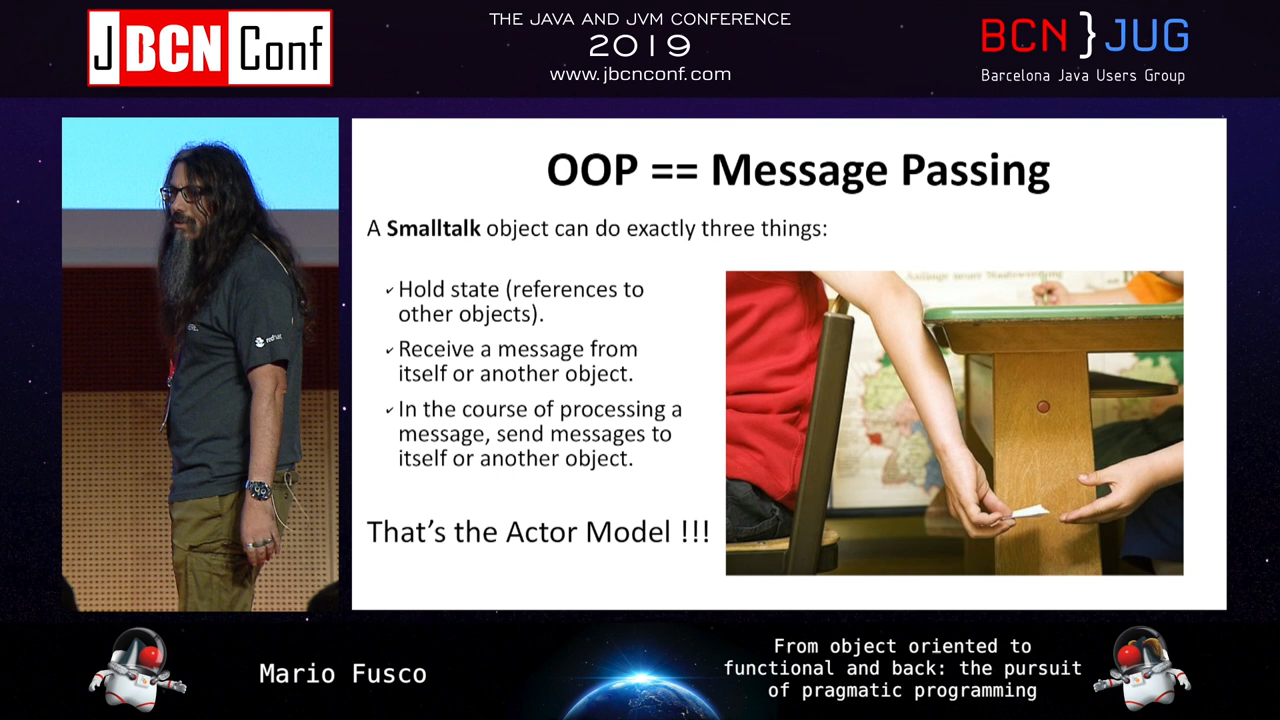 JBCNConf
THE JAVA AND JVM CONFERENCE
2019
www.jbcnconf.com
BCN}JUG
Barcelona Java Users Group
OOP == Message Passing
A Smalltalk object can do exactly three things:
✓ Hold state (references to
other objects).
✓ Receive a message from
itself or another object.
✓ In the course of processing a
message, send messages to
itself or another object.
That’s the Actor Model !!!
redhat
Mario Fusco
From object oriented to
functional and back: the pursuit
of pragmatic programming